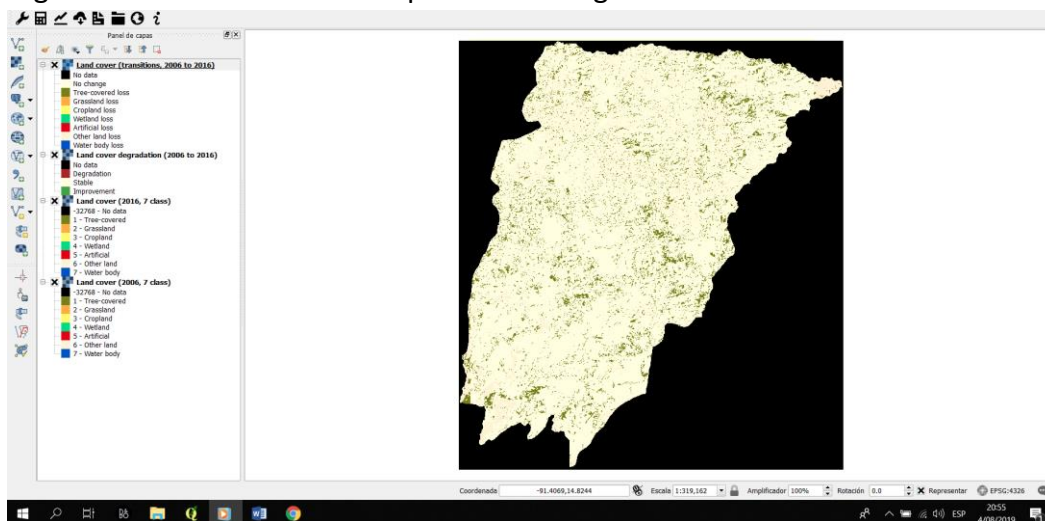 Panel de capas
Land cover (transitions, 2006 to 2016)
No data
No change
Tree-covered loss
Grassland loss
Cropland loss
Wetland loss
Artificial loss
Other land loss
Water body loss
Land cover degradation (2006 to 2016)
No data
Degradation
Stable
Improvement
Land cover (2016, 7 class)
-32768 - No data
1 - Tree-covered
2 - Grassland
3 - Cropland
4 - Wetland
5 - Artificial
6 - Other land
7 - Water body
Land cover (2006, 7 class)
-32768 - No data
1 - Tree-covered
2 - Grassland
3 - Cropland
4 - Wetland
5 - Artificial
6 - Other land
7 - Water body
Coordenada -91.4069,14.8244 Escala 1:319,162 Amplificador 100% Rotación 0.0 Representar EPSG:4326
ESP 20:55
4/08/2019